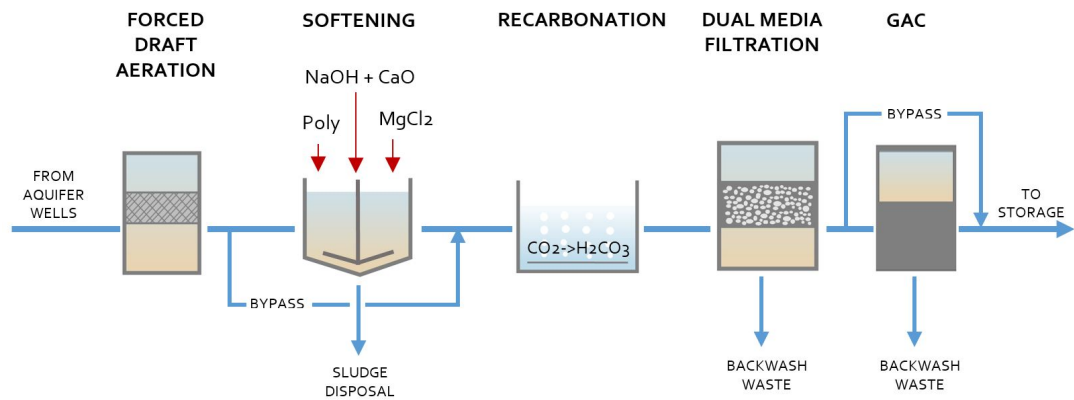 FORCED
DRAFT
AERATION
SOFTENING
RECARBONATION
DUAL MEDIA
FILTRATION
GAC
NaOH + CaO
Poly
MgCl2
BYPASS
FROM
AQUIFER
WELLS
TO
STORAGE
CO2->H2CO3
BYPASS
SLUDGE
DISPOSAL
BACKWASH
WASTE
BACKWASH
WASTE